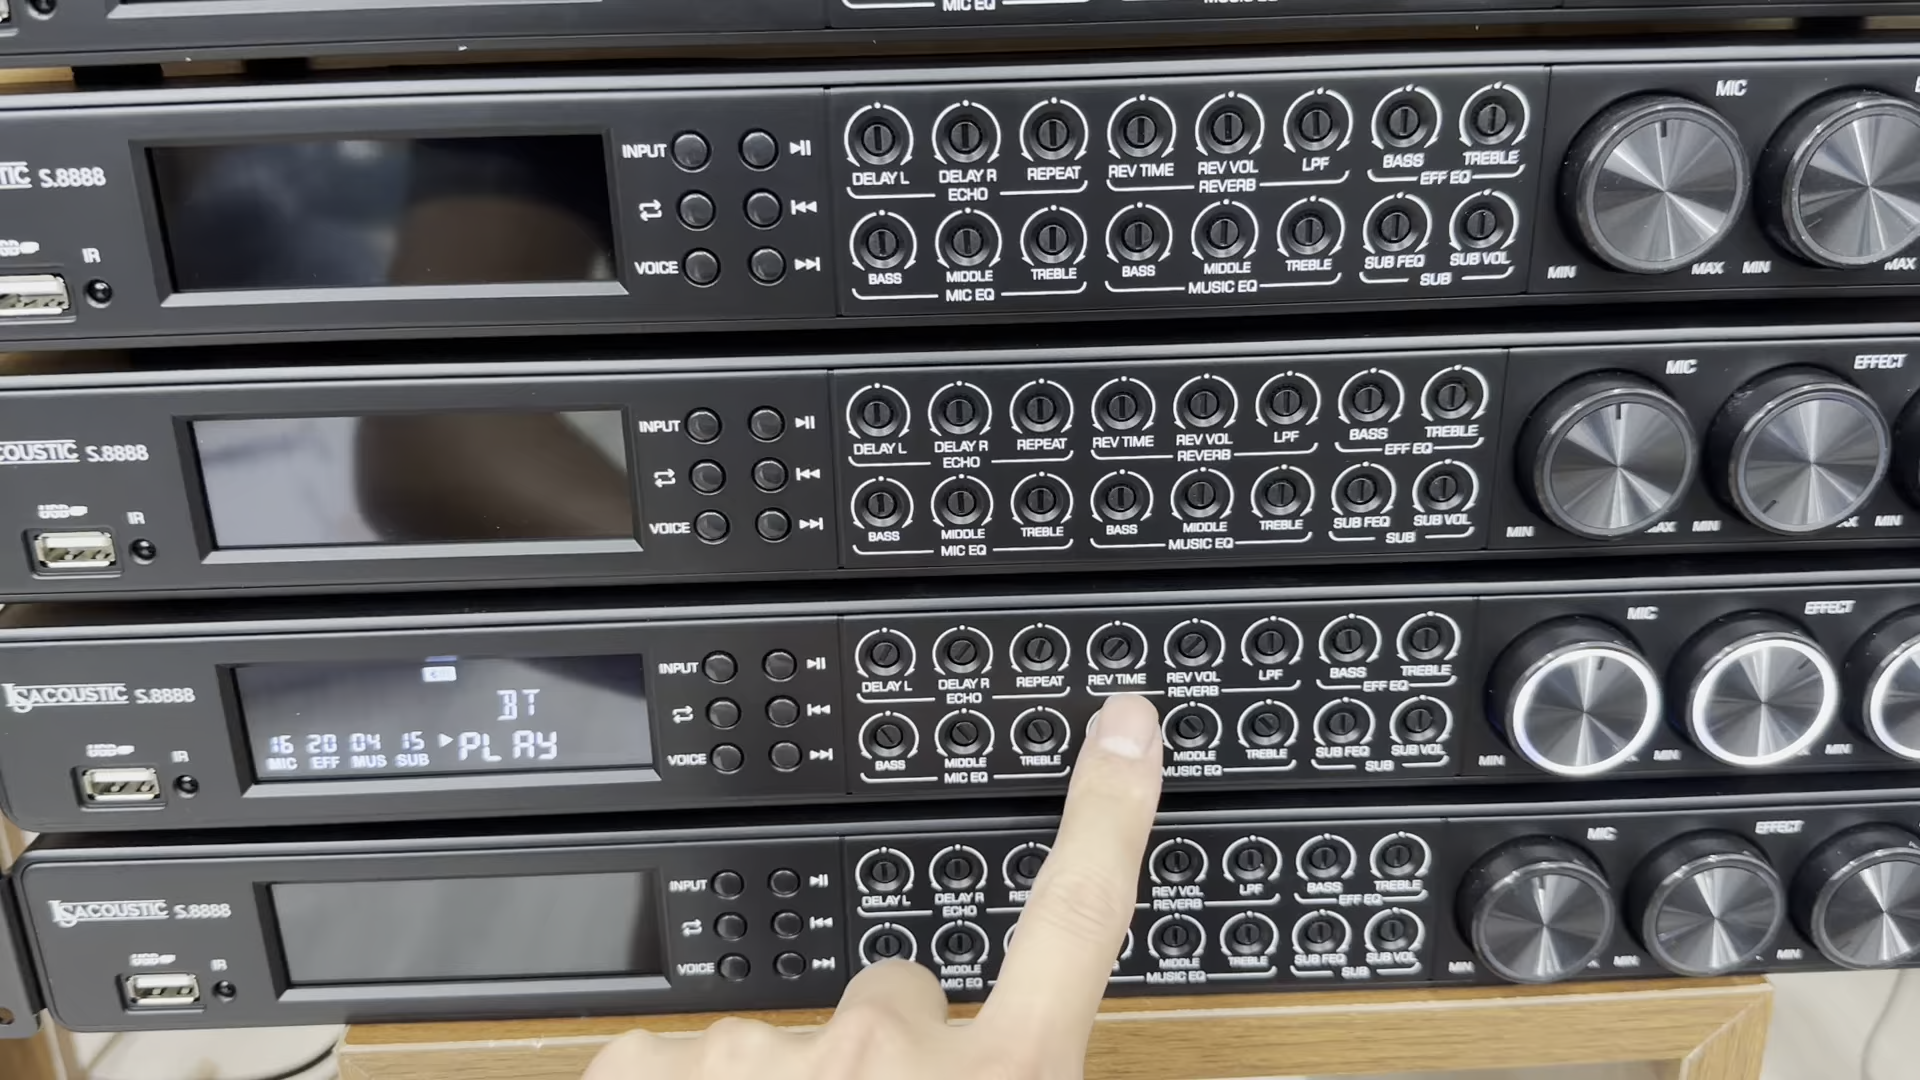 MIC EQ
TIC S.8888
IR
INPUT
VOICE
DELAY L DELAY R REPEAT REV TIME REV VOL LPF BASS TREBLE
ECHO REVERB EFF EQ
BASS MIDDLE TREBLE BASS MIDDLE TREBLE SUB FEQ SUB VOL
MIC EQ MUSIC EQ SUB
MIC
MIN MAX MIN MAX
COUSTIC S.8888
USB IR
INPUT
VOICE
DELAY L DELAY R REPEAT REV TIME REV VOL LPF BASS TREBLE
ECHO REVERB EFF EQ
BASS MIDDLE TREBLE BASS MIDDLE TREBLE SUB FEQ SUB VOL
MIC EQ MUSIC EQ SUB
MIC EFFECT
MIN AX MIN AX MIN
LSACOUSTIC S.8888
USB IR
BT
16 20 04 15 PLAY
MIC EFF MUS SUB
INPUT
VOICE
DELAY L DELAY R REPEAT REV TIME REV VOL LPF BASS TREBLE
ECHO REVERB EFF EQ
BASS MIDDLE TREBLE MIDDLE TREBLE SUB FEQ SUB VOL
MIC EQ MUSIC EQ SUB
MIC EFFECT
MIN MIN MIN
LSACOUSTIC S.8888
USB IR
INPUT
VOICE
DELAY L DELAY R REV VOL LPF BASS TREBLE
ECHO REVERB EFF EQ
MIDDLE MIDDLE TREBLE SUB FEQ SUB VOL
MIC EQ MUSIC EQ SUB
MIC EFFECT
MIN MIN MIN